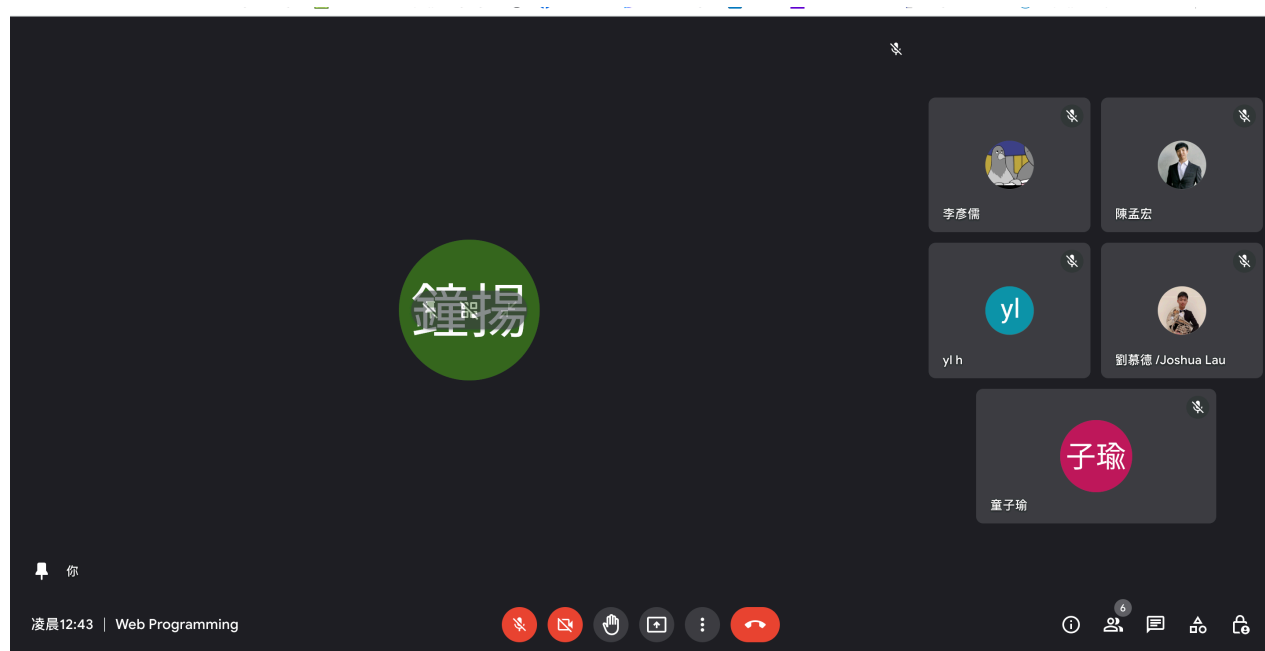 鐘揚
李彥儒
陳孟宏
yl
yl h
劉慕德 /Joshua Lau
子瑜
童子瑜
你
凌晨12:43 | Web Programming
6